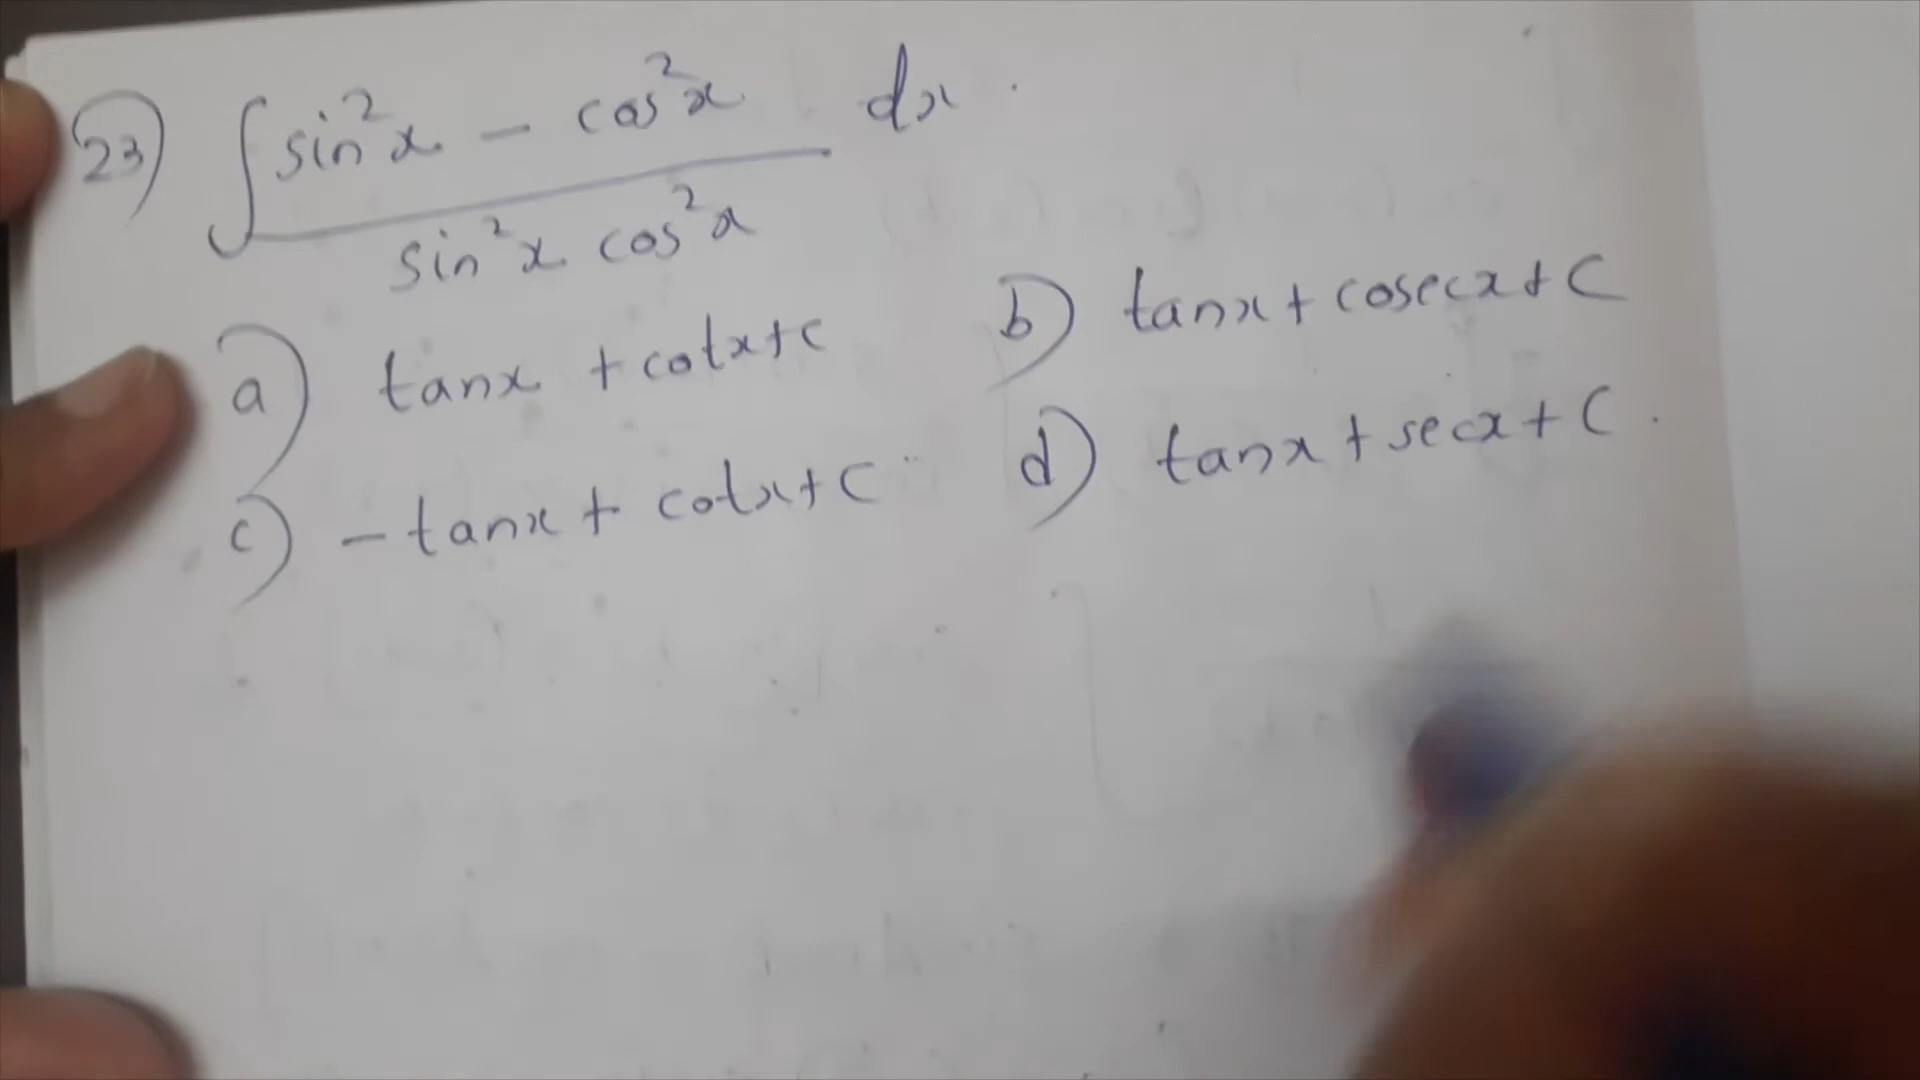 23) ∫ sin²x - cos²x dx.
sin²x cos²x
a) tanx + cotx+c b) tanx + cosecx + C
c) - tanx + cotx + C d) tanx + secx + C.